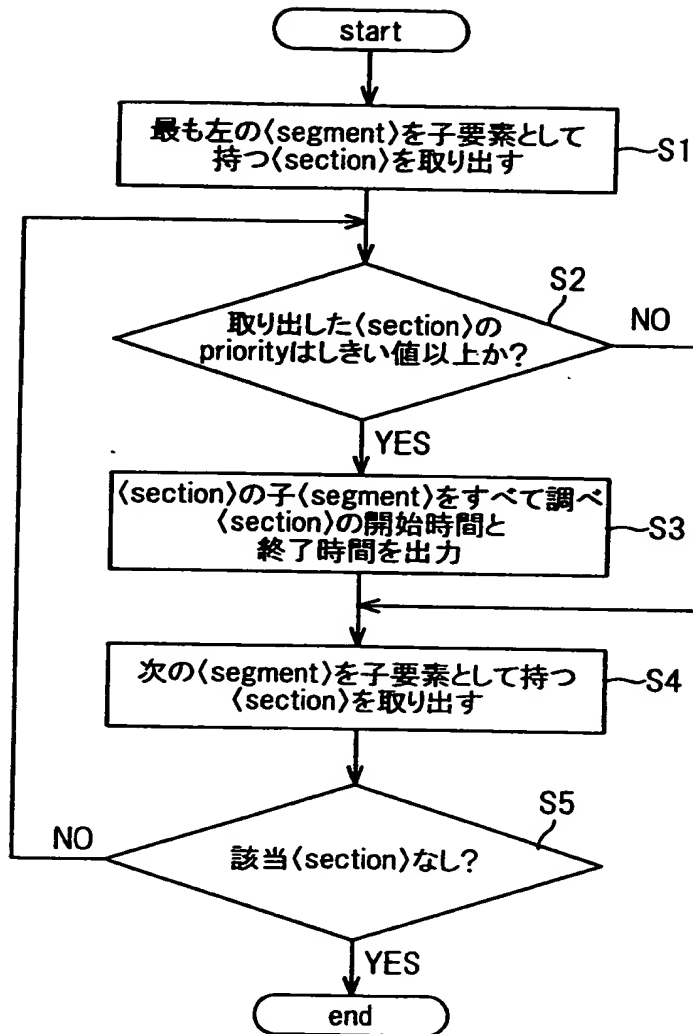 start
最も左の〈segment〉を子要素として
持つ〈section〉を取り出す
S1
S2
取り出した〈section〉の
priorityはしきい値以上か?
NO
YES
〈section〉の子〈segment〉をすべて調べ
〈section〉の開始時間と
終了時間を出力
S3
次の〈segment〉を子要素として持つ
〈section〉を取り出す
S4
S5
NO
該当〈section〉なし?
YES
end